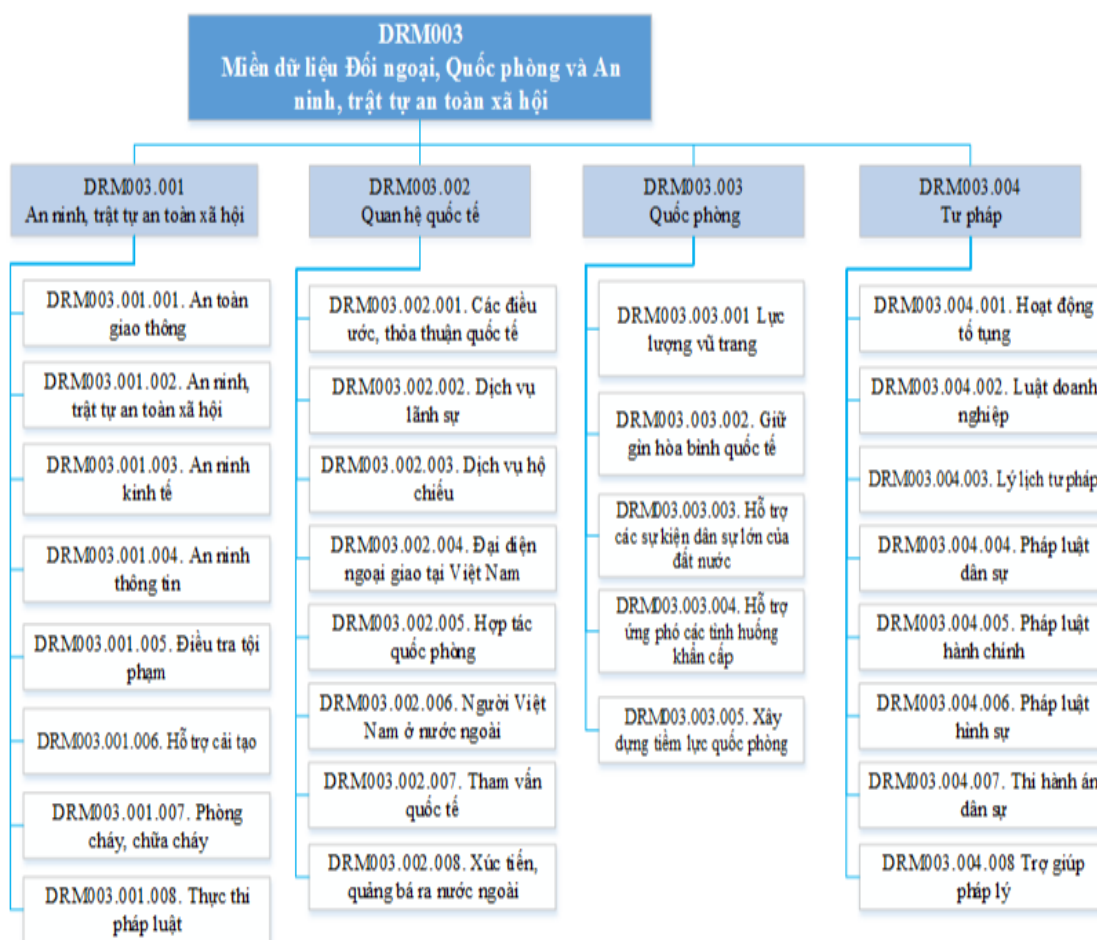 DRM003
Miền dữ liệu Đối ngoại, Quốc phòng và An
ninh, trật tự an toàn xã hội
DRM003.001
An ninh, trật tự an toàn xã hội
DRM003.001.001. An toàn
giao thông
DRM003.001.002. An ninh,
trật tự an toàn xã hội
DRM003.001.003. An ninh
kinh tế
DRM003.001.004. An ninh
thông tin
DRM003.001.005. Điều tra tội
phạm
DRM003.001.006. Hỗ trợ cải tạo
DRM003.001.007. Phòng
cháy, chữa cháy
DRM003.001.008. Thực thi
pháp luật
DRM003.002
Quan hệ quốc tế
DRM003.002.001. Các điều
ước, thỏa thuận quốc tế
DRM003.002.002. Dịch vụ
lãnh sự
DRM003.002.003. Dịch vụ hộ
chiếu
DRM003.002.004. Đại diện
ngoại giao tại Việt Nam
DRM003.002.005. Hợp tác
quốc phòng
DRM003.002.006. Người Việt
Nam ở nước ngoài
DRM003.002.007. Tham vấn
quốc tế
DRM003.002.008. Xúc tiến,
quảng bá ra nước ngoài
DRM003.003
Quốc phòng
DRM003.003.001 Lực
lượng vũ trang
DRM003.003.002. Giữ
gìn hòa bình quốc tế
DRM003.003.003. Hỗ trợ
các sự kiện dân sự lớn của
đất nước
DRM003.003.004. Hỗ trợ
ứng phó các tình huống
khẩn cấp
DRM003.003.005. Xây
dựng tiềm lực quốc phòng
DRM003.004
Tư pháp
DRM003.004.001. Hoạt động
tố tụng
DRM003.004.002. Luật doanh
nghiệp
DRM003.004.003. Lý lịch tư pháp
DRM003.004.004. Pháp luật
dân sự
DRM003.004.005. Pháp luật
hành chính
DRM003.004.006. Pháp luật
hình sự
DRM003.004.007. Thi hành án
dân sự
DRM003.004.008 Trợ giúp
pháp lý